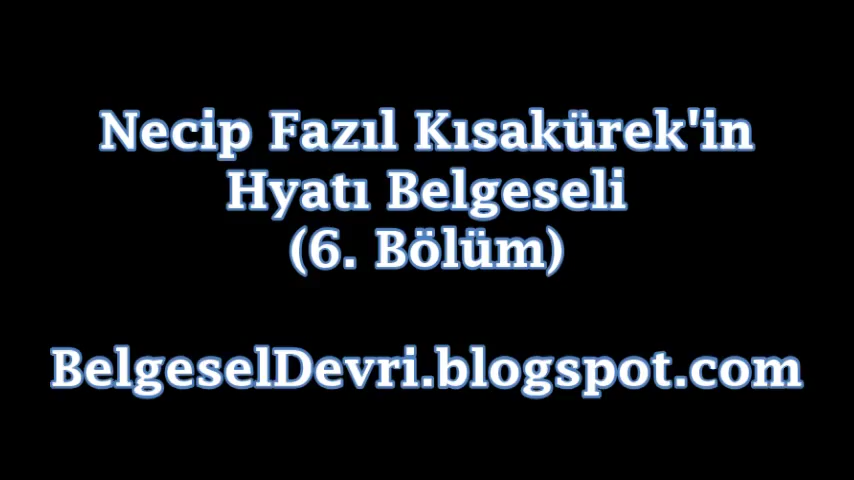 Necip Fazıl Kısakürek'in
Hyatı Belgeseli
(6. Bölüm)
BelgeselDevri.blogspot.com